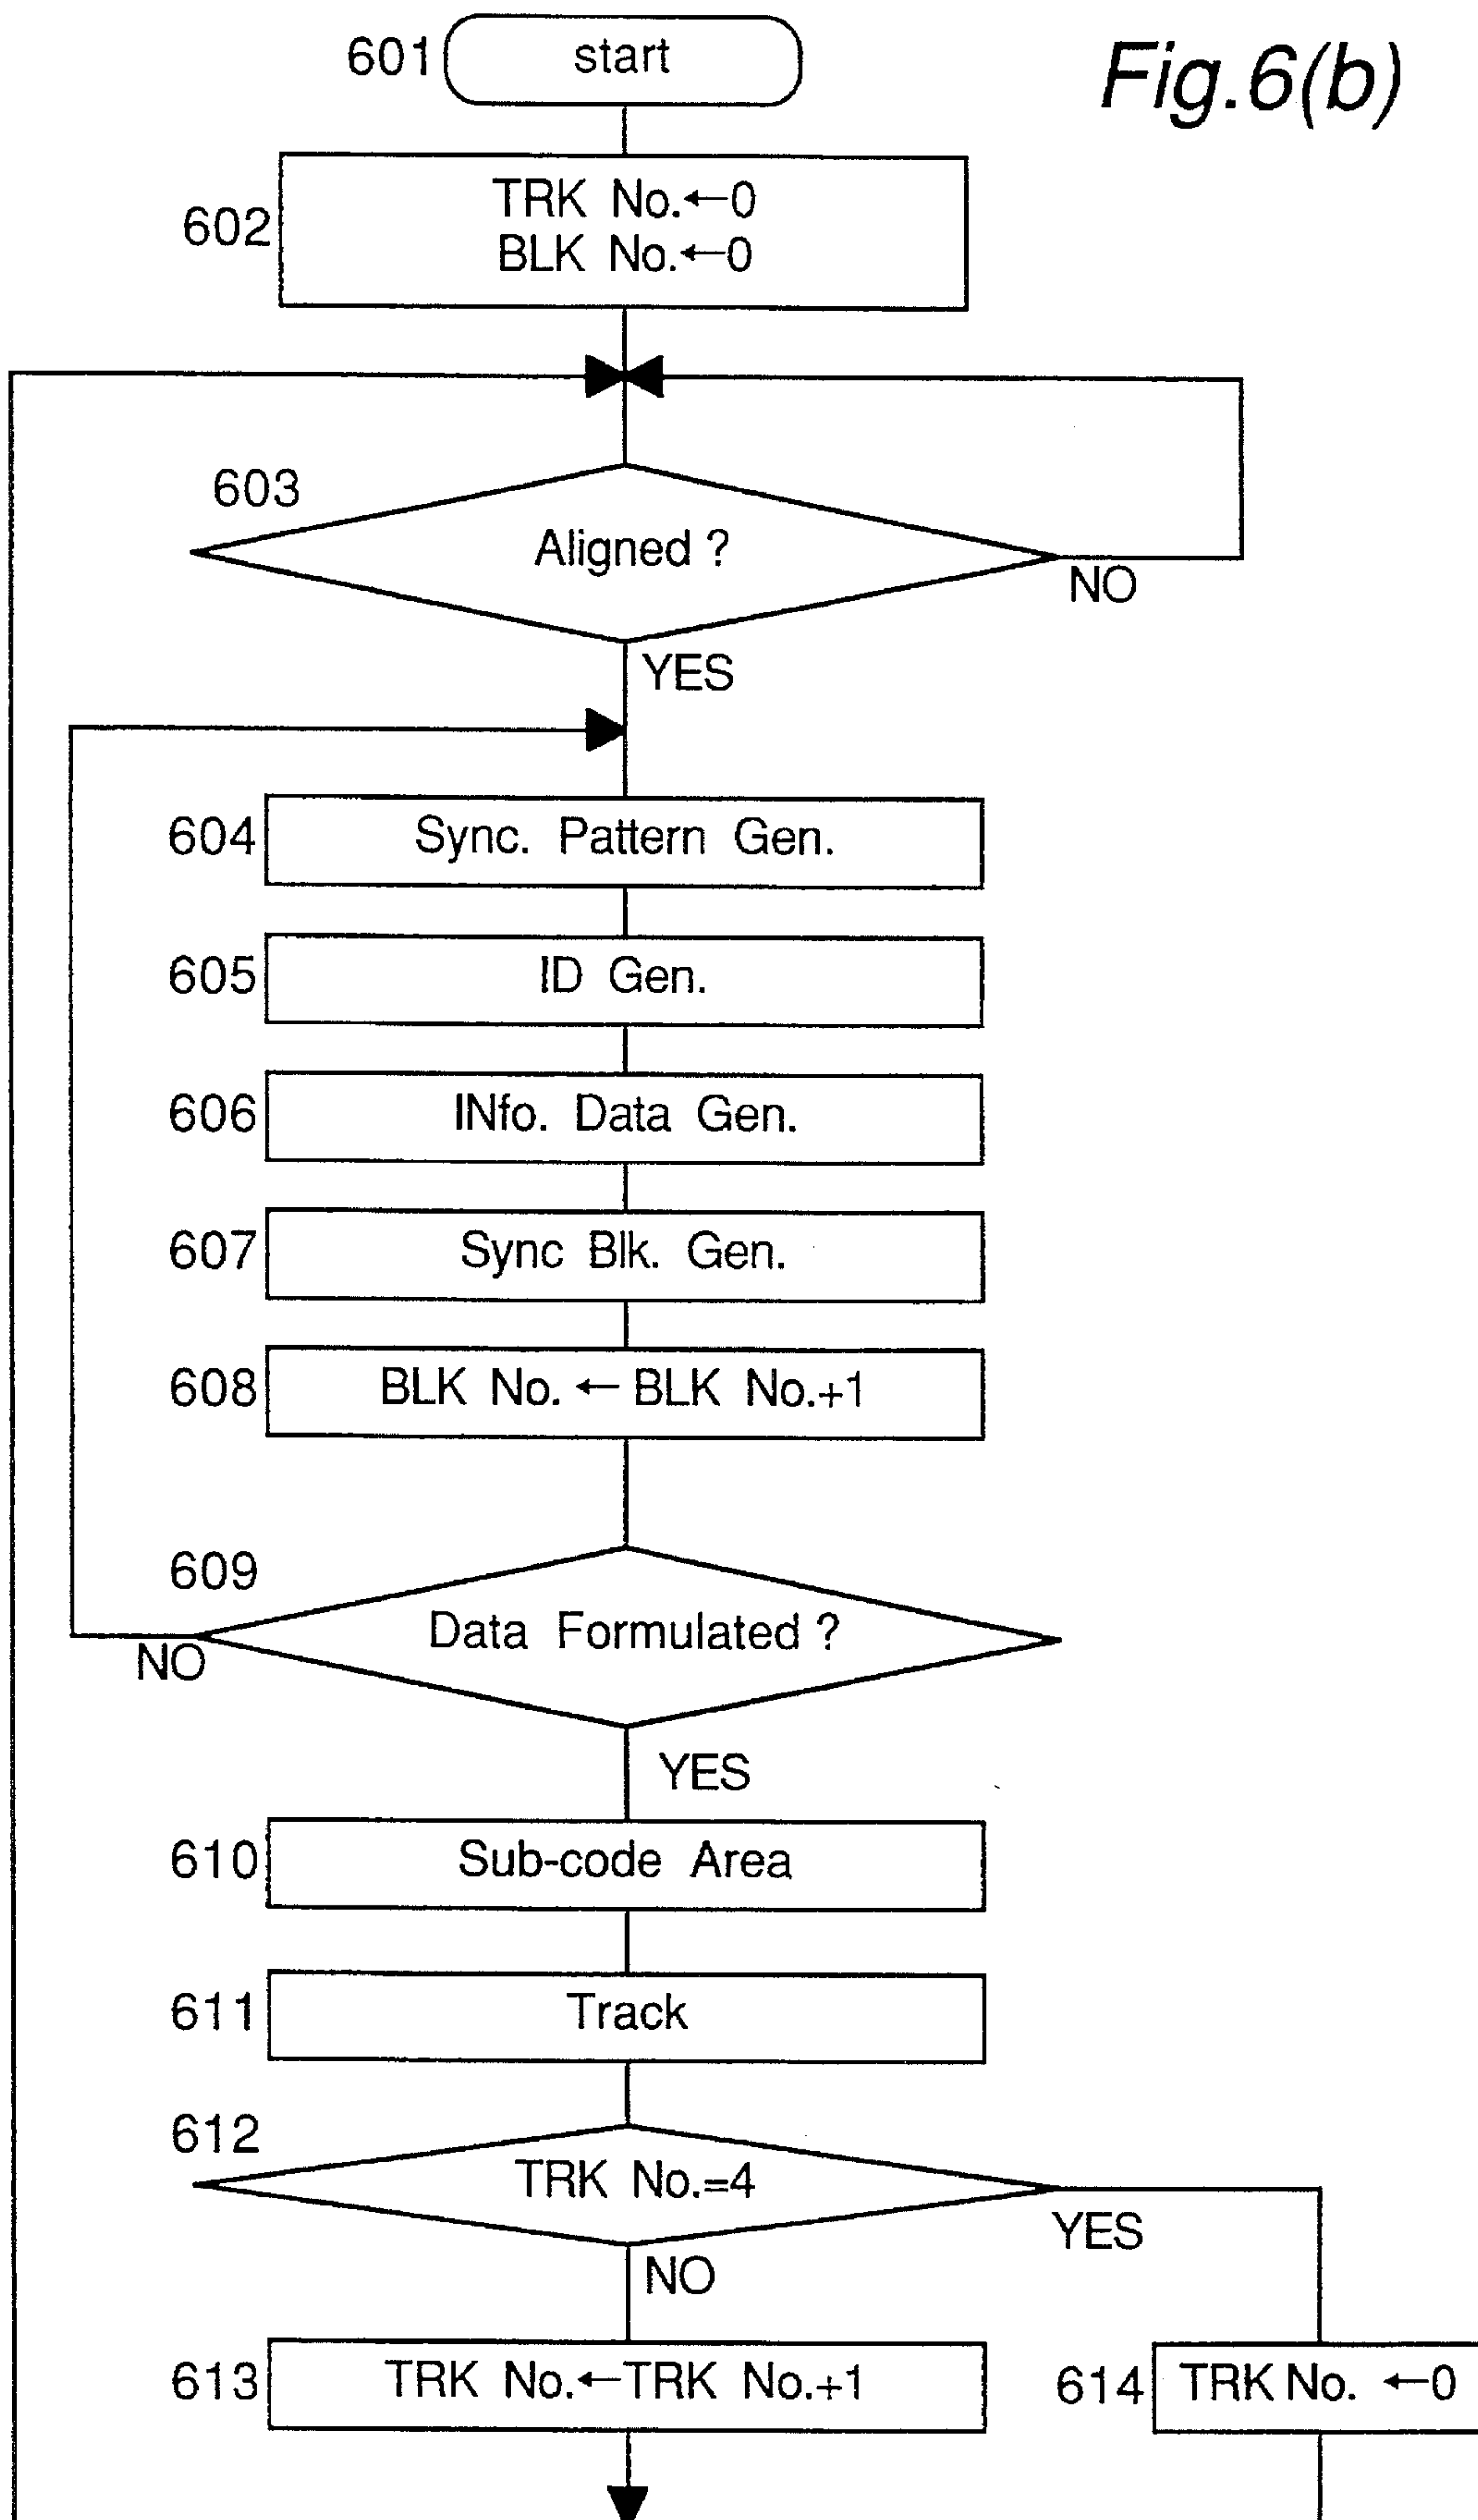 Fig.6(b)
601 start
602
TRK No.←0
BLK No.←0
603
Aligned ?
NO
YES
604 Sync. Pattern Gen.
605 ID Gen.
606 INfo. Data Gen.
607 Sync Blk. Gen.
608 BLK No. ← BLK No.+1
609
Data Formulated ?
NO
YES
610 Sub-code Area
611 Track
612
TRK No.=4
YES
NO
613 TRK No.←TRK No.+1
614 TRK No. ←0